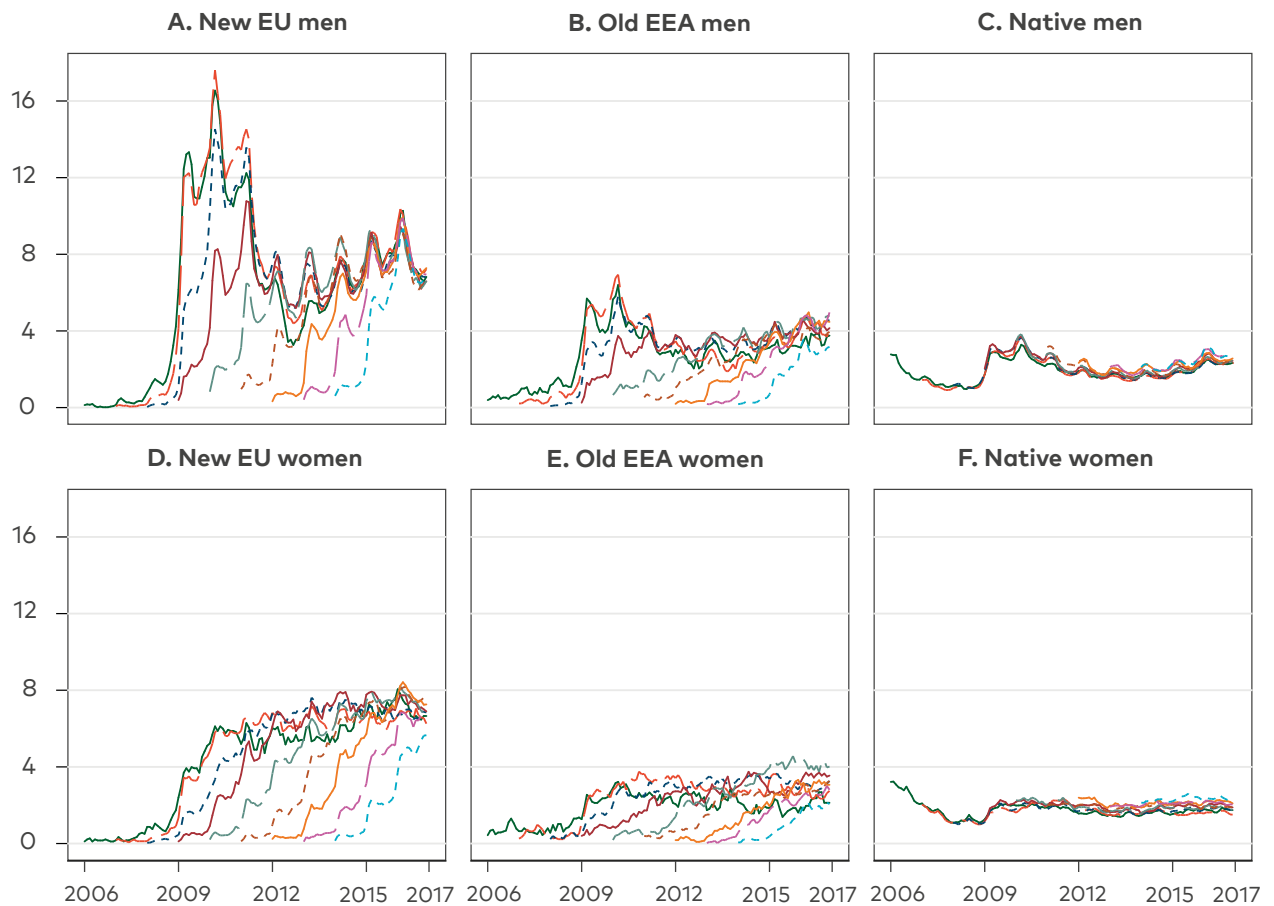 A. New EU men
B. Old EEA men
C. Native men
16
12
8
4
0
D. New EU women
E. Old EEA women
F. Native women
16
12
8
4
0
2006 2009 2012 2015 2017
2006 2009 2012 2015 2017
2006 2009 2012 2015 2017